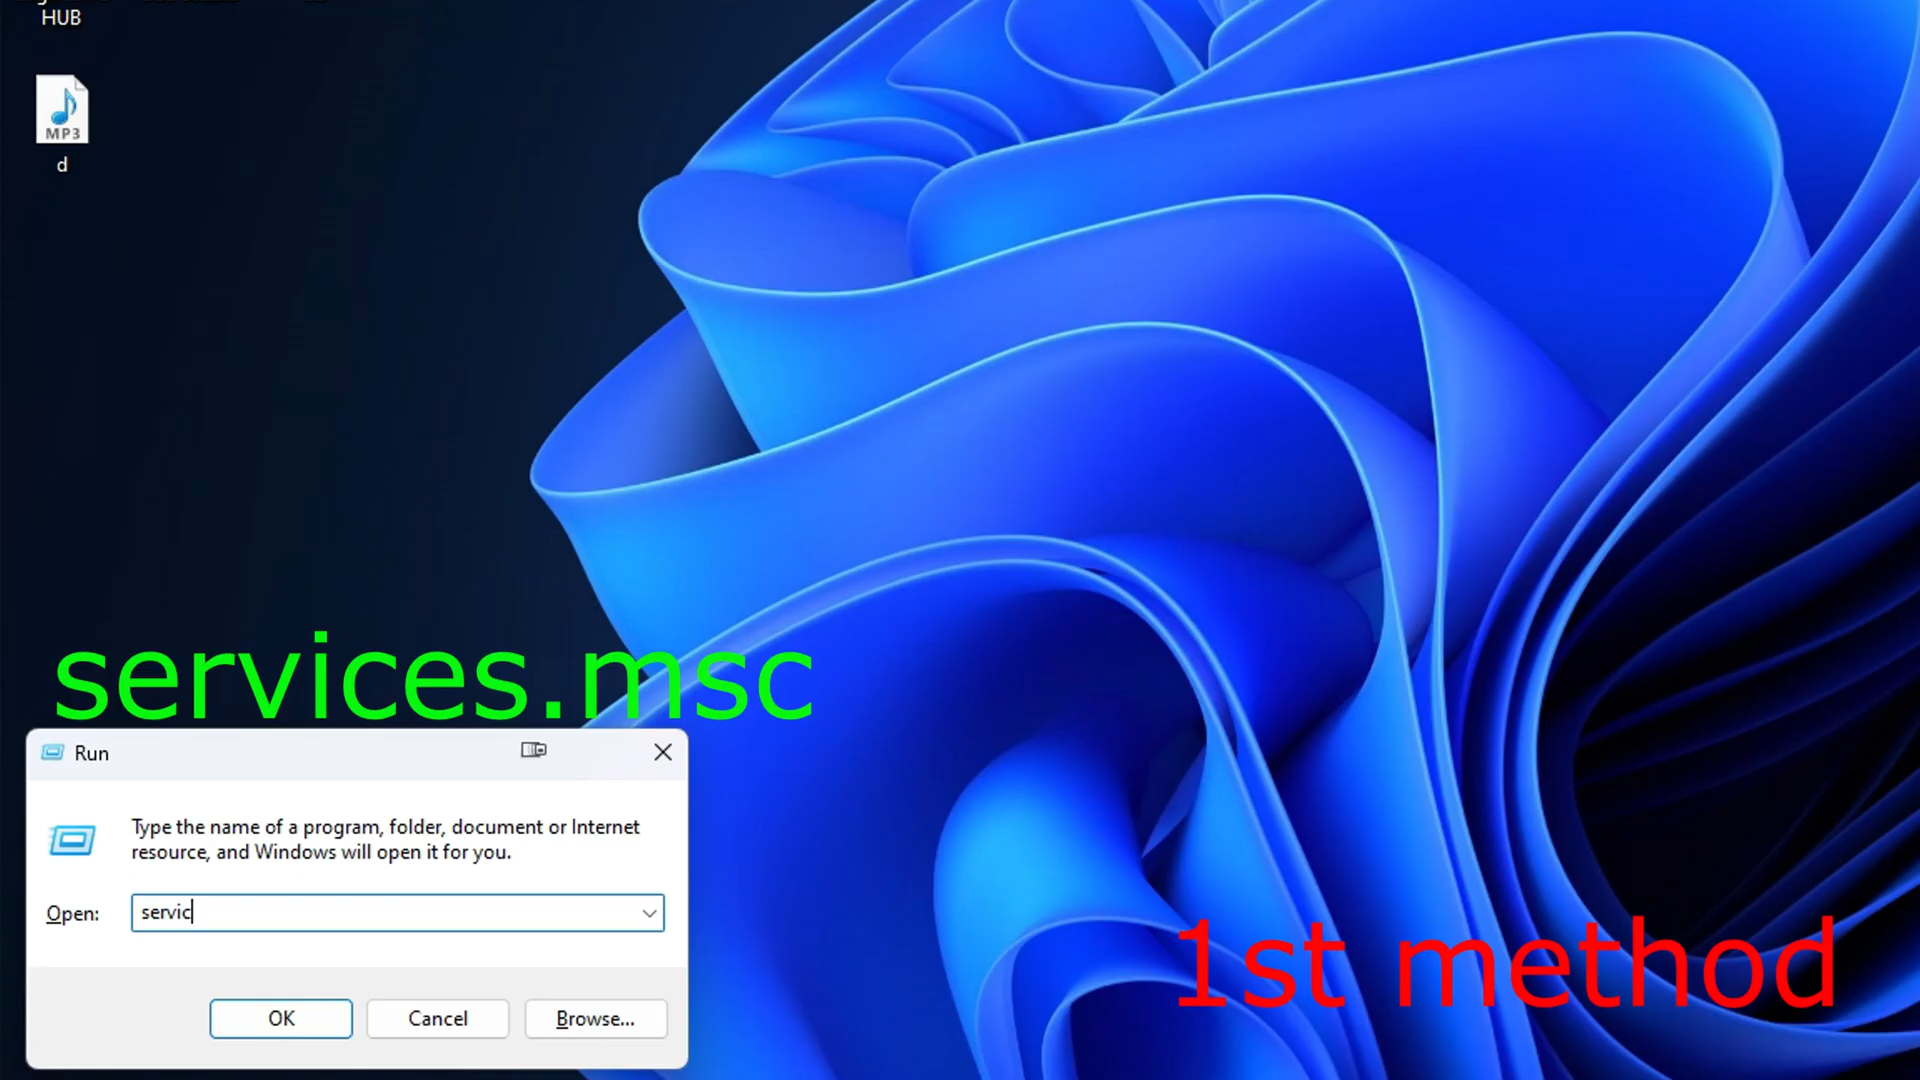 HUB
MP3
d
services.msc
Run
Type the name of a program, folder, document or Internet
resource, and Windows will open it for you.
Open: servic
OK Cancel Browse...
1st method